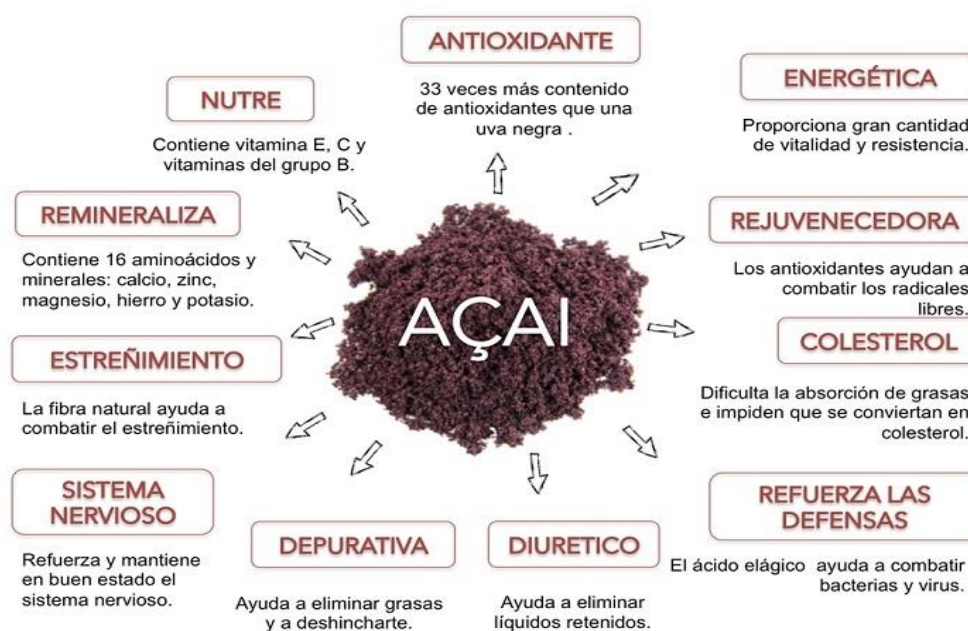 ANTIOXIDANTE
33 veces más contenido
de antioxidantes que una
uva negra .
ENERGÉTICA
Proporciona gran cantidad
de vitalidad y resistencia.
NUTRE
Contiene vitamina E, C y
vitaminas del grupo B.
REMINERALIZA
Contiene 16 aminoácidos y
minerales: calcio, zinc,
magnesio, hierro y potasio.
REJUVENECEDORA
Los antioxidantes ayudan a
combatir los radicales
libres.
AÇAI
ESTREÑIMIENTO
La fibra natural ayuda a
combatir el estreñimiento.
COLESTEROL
Dificulta la absorción de grasas
e impiden que se conviertan en
colesterol.
SISTEMA
NERVIOSO
Refuerza y mantiene
en buen estado el
sistema nervioso.
DEPURATIVA
Ayuda a eliminar grasas
y a deshincharte.
DIURETICO
Ayuda a eliminar
líquidos retenidos.
REFUERZA LAS
DEFENSAS
El ácido elágico ayuda a combatir
bacterias y virus.